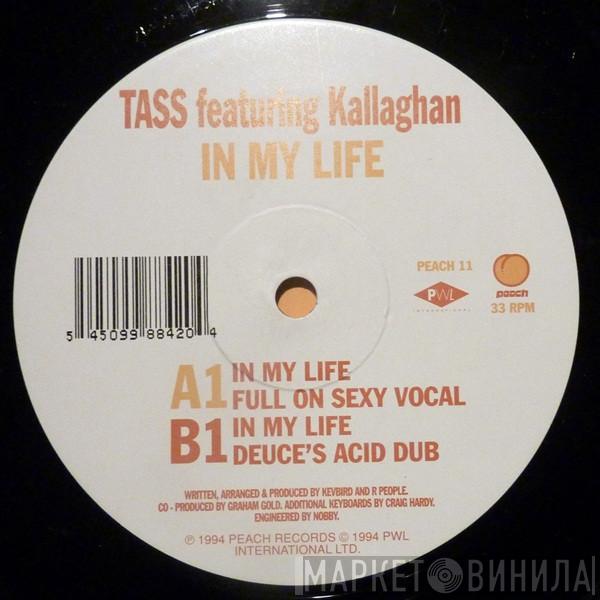 TASS featuring Kallaghan
IN MY LIFE
PEACH 11
PWL
INTERNATIONAL
peach
33 RPM
5 45099 88420 4
A1 IN MY LIFE
FULL ON SEXY VOCAL
B1 IN MY LIFE
DEUCE'S ACID DUB
WRITTEN, ARRANGED & PRODUCED BY KEVBIRD AND R PEOPLE.
CO - PRODUCED BY GRAHAM GOLD. ADDITIONAL KEYBOARDS BY CRAIG HARDY.
ENGINEERED BY NOBBY.
℗ 1994 PEACH RECORDS © 1994 PWL
INTERNATIONAL LTD.
МАРКЕТ ВИНИЛА